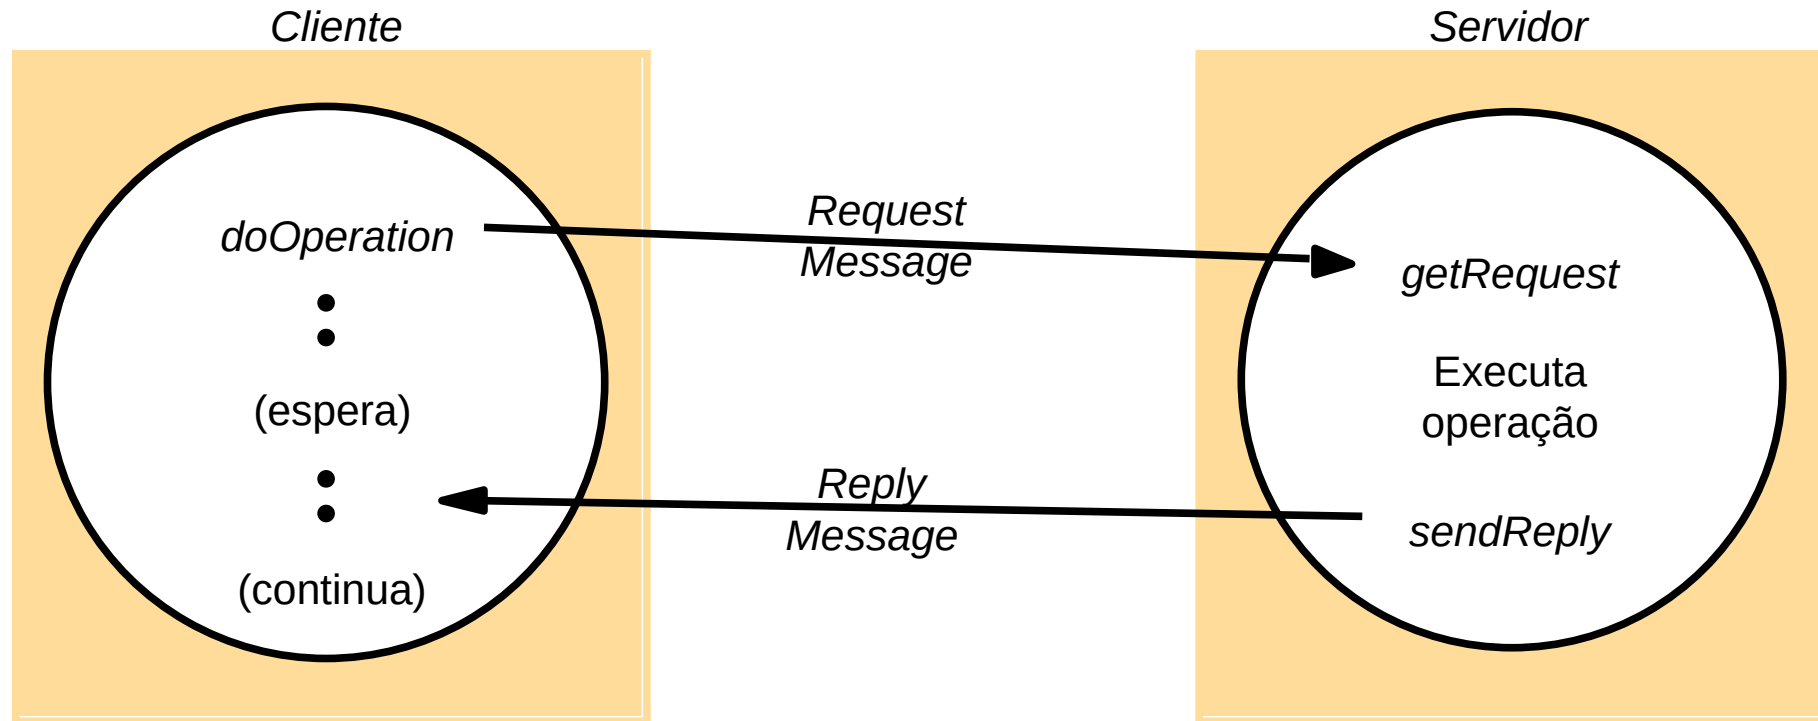 Cliente
Servidor
doOperation
(espera)
(continua)
Request
Message
Reply
Message
getRequest
Executa
operação
sendReply